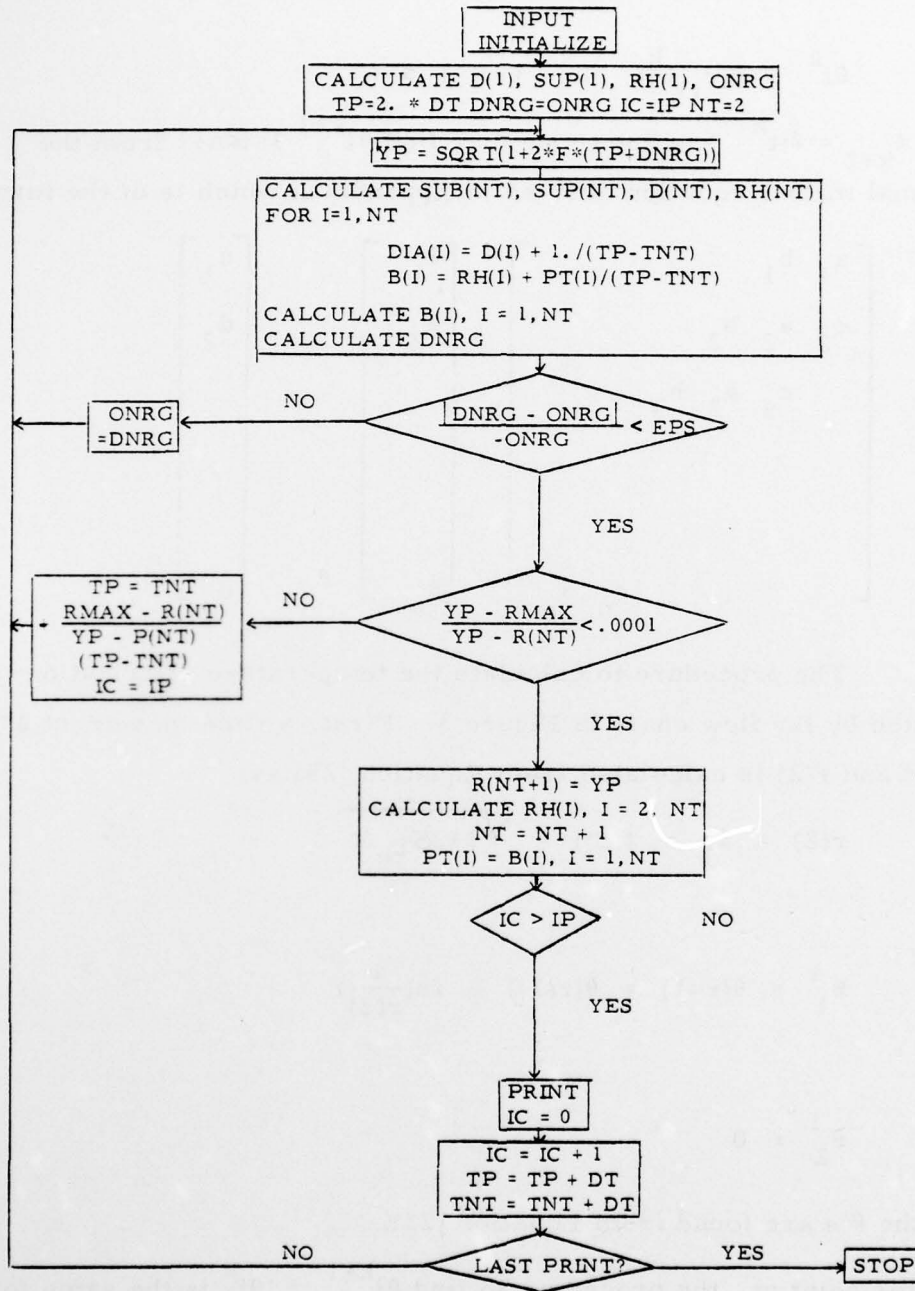 INPUT
INITIALIZE
CALCULATE D(1), SUP(1), RH(1), ONRG
TP=2. * DT DNRG=ONRG IC=IP NT=2
YP = SQRT(1+2*F*(TP+DNRG))
CALCULATE SUB(NT), SUP(NT), D(NT), RH(NT)
FOR I=1, NT
DIA(I) = D(I) + 1./(TP-TNT)
B(I) = RH(I) + PT(I)/(TP-TNT)
CALCULATE B(I), I = 1, NT
CALCULATE DNRG
NO
ONRG
=DNRG
|DNRG - ONRG|
-ONRG
< EPS
YES
TP = TNT
RMAX - R(NT)
YP - P(NT)
(TP-TNT)
IC = IP
NO
YP - RMAX
YP - R(NT)
< .0001
YES
R(NT+1) = YP
CALCULATE RH(I), I = 2, NT
NT = NT + 1
PT(I) = B(I), I = 1, NT
IC > IP
NO
YES
PRINT
IC = 0
IC = IC + 1
TP = TP + DT
TNT = TNT + DT
NO
LAST PRINT?
YES
STOP